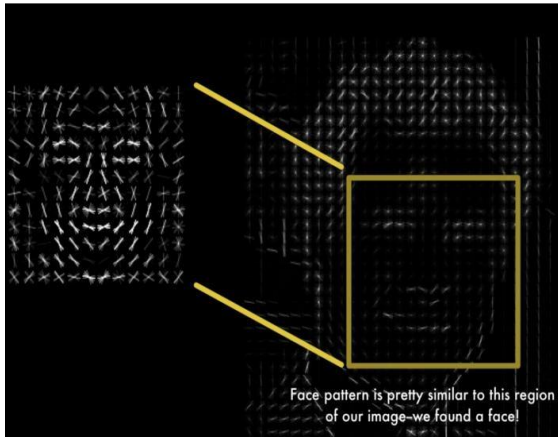 Face pattern is pretty similar to this region
of our image–we found a face!